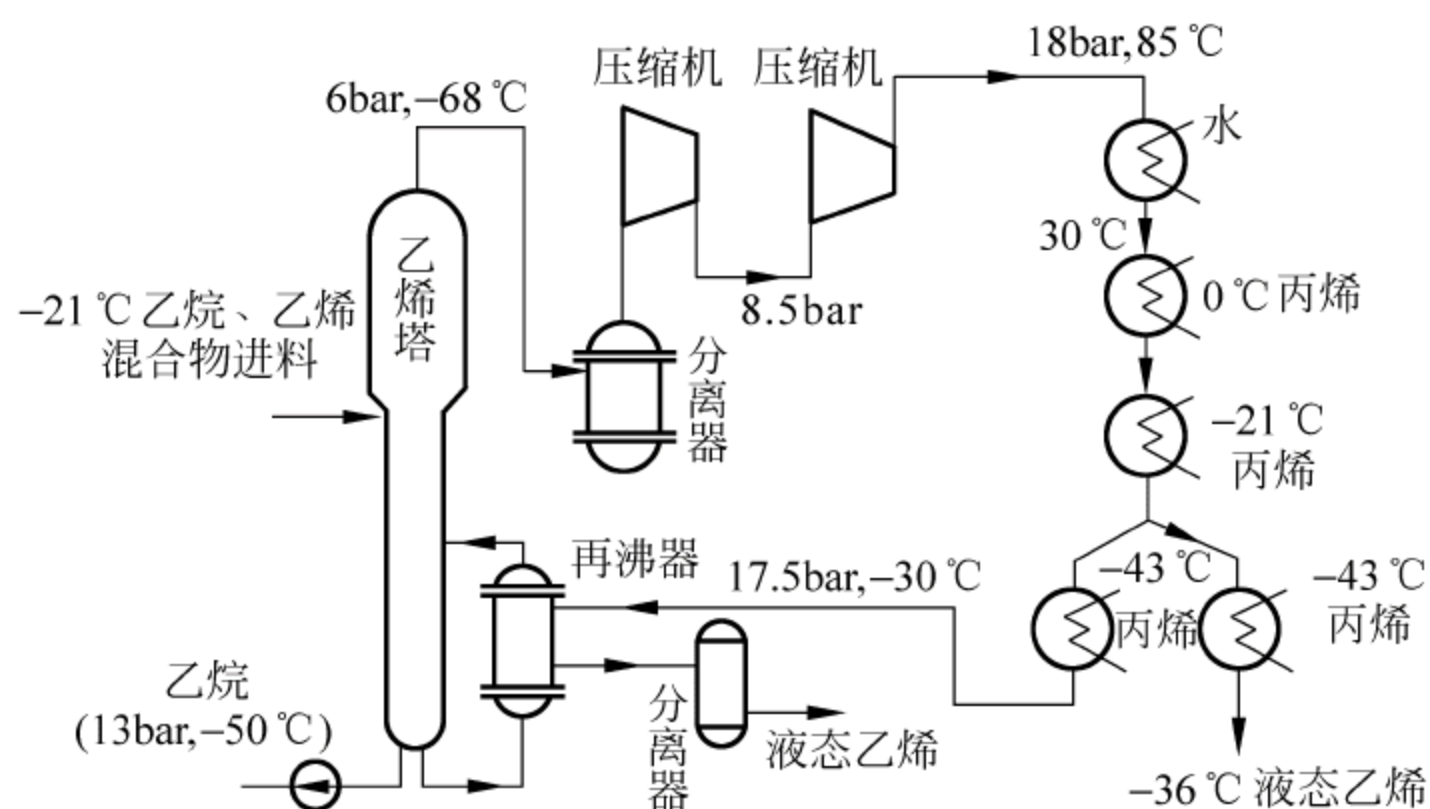 压缩机
压缩机
18bar,85 ℃
6bar,−68 ℃
水
乙烯塔
30 ℃
0 ℃丙烯
−21 ℃乙烷、乙烯
混合物进料
8.5bar
分离器
−21 ℃
丙烯
再沸器
17.5bar,−30 ℃
−43 ℃
丙烯
−43 ℃
丙烯
乙烷
(13bar,−50 ℃)
分离器
液态乙烯
−36 ℃液态乙烯